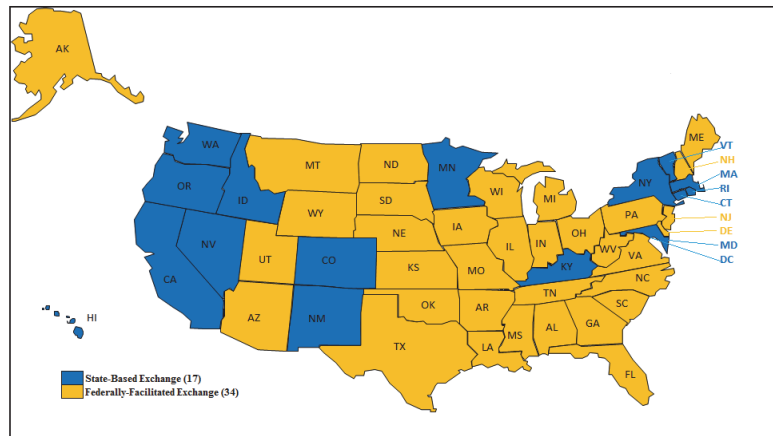 AK
WA
MT
ND
MN
ME
VT
NH
MA
RI
CT
NJ
DE
MD
DC
OR
ID
WY
SD
WI
MI
NY
NV
UT
CO
NE
IA
IL
IN
OH
PA
CA
AZ
NM
KS
MO
KY
WV
VA
OK
AR
TN
NC
SC
TX
LA
MS
AL
GA
FL
HI
State-Based Exchange (17)
Federally-Facilitated Exchange (34)